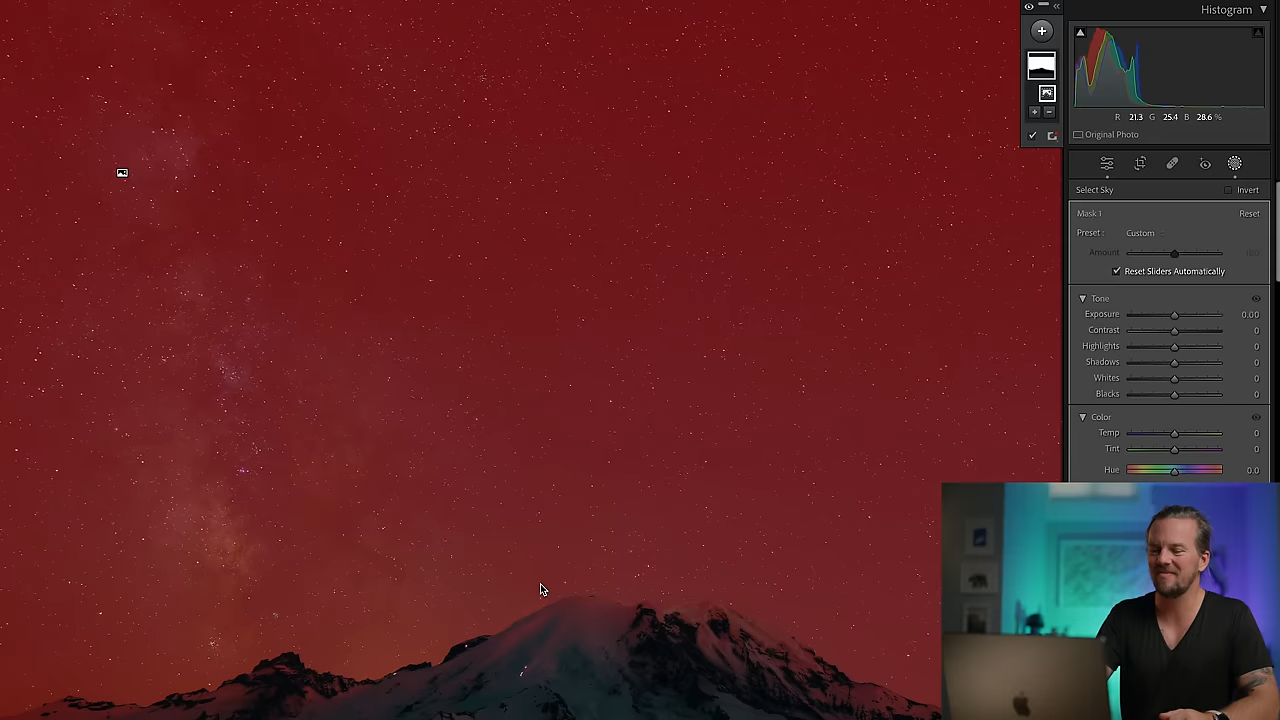 Histogram
R 21.3 G 25.4 B 28.6 %
Original Photo
Select Sky Invert
Mask 1 Reset
Preset : Custom
Amount 100
Reset Sliders Automatically
Tone
Exposure 0.00
Contrast 0
Highlights 0
Shadows 0
Whites 0
Blacks 0
Color
Temp 0
Tint 0
Hue 0.0